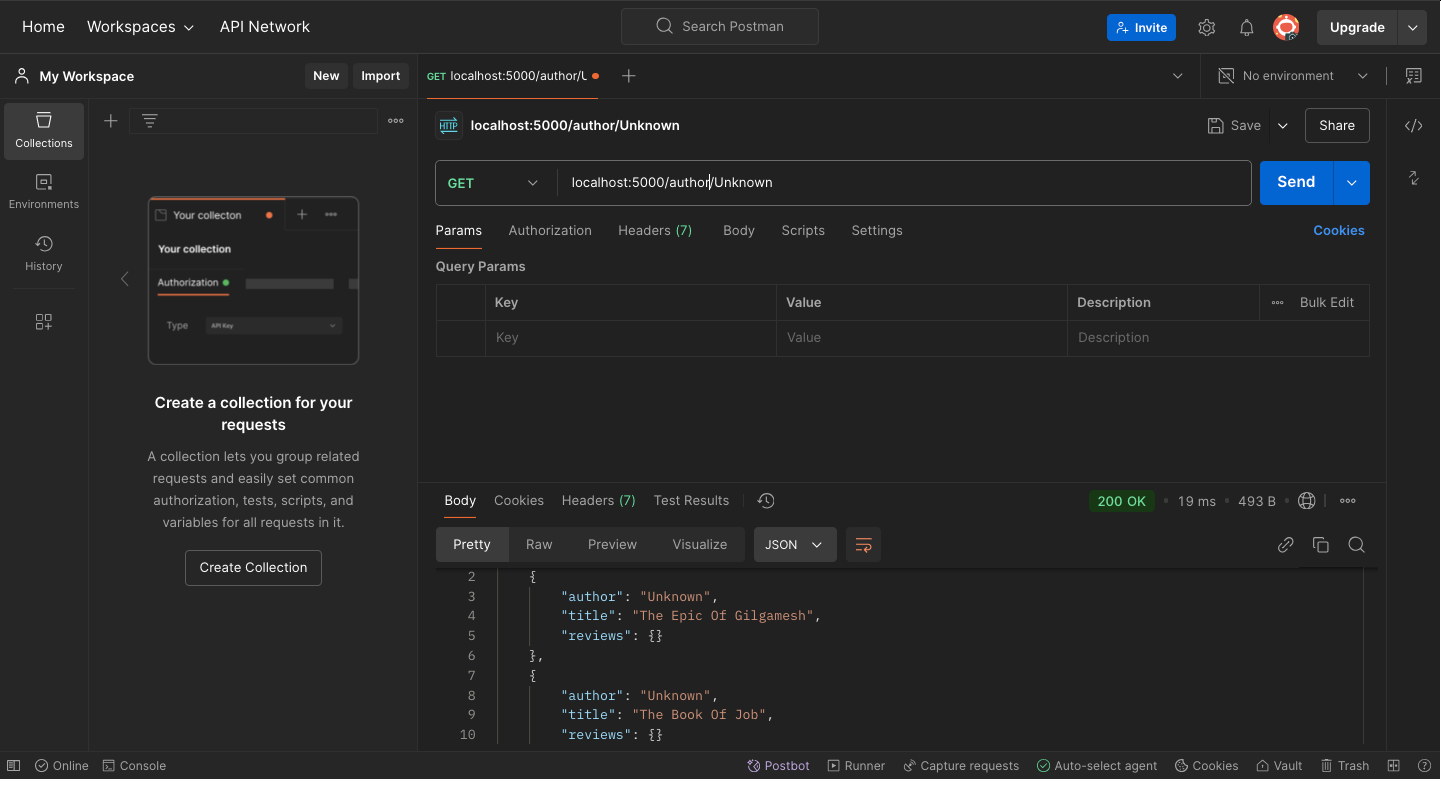 Home Workspaces API Network Search Postman Invite Upgrade
My Workspace New Import GET localhost:5000/author/U No environment
Collections
Environments
History
Your collecton
Your collection
Authorization
Type API Key
Create a collection for your
requests
A collection lets you group related
requests and easily set common
authorization, tests, scripts, and
variables for all requests in it.
Create Collection
HTTP localhost:5000/author/Unknown Save Share
GET localhost:5000/author/Unknown Send
Params Authorization Headers (7) Body Scripts Settings Cookies
Query Params
Key Value Description Bulk Edit
Key Value Description
Body Cookies Headers (7) Test Results 200 OK 19 ms 493 B
Pretty Raw Preview Visualize JSON
2 {
3 "author": "Unknown",
4 "title": "The Epic Of Gilgamesh",
5 "reviews": {}
6 },
7 {
8 "author": "Unknown",
9 "title": "The Book Of Job",
10 "reviews": {}
Online Console Postbot Runner Capture requests Auto-select agent Cookies Vault Trash